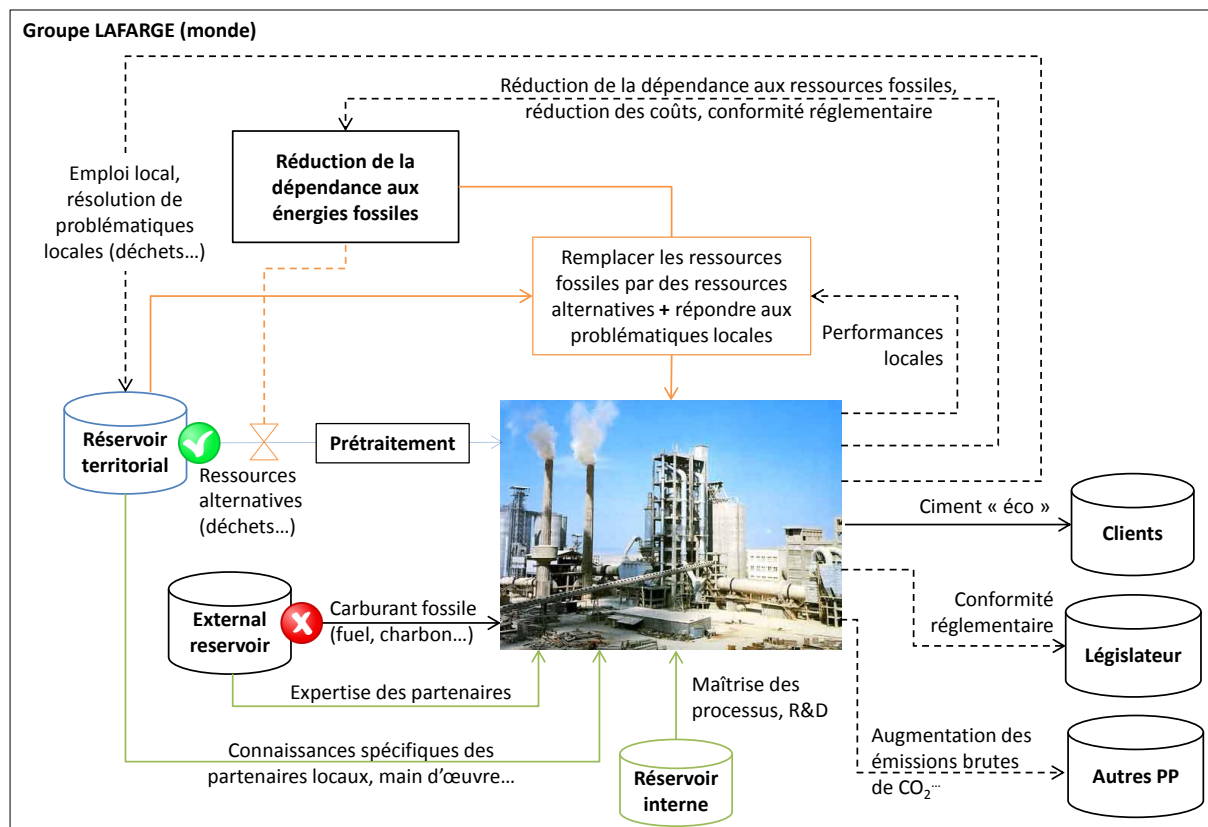 Groupe LAFARGE (monde)
Réduction de la dépendance aux ressources fossiles,
réduction des coûts, conformité réglementaire
Réduction de la
dépendance aux
énergies fossiles
Emploi local,
résolution de
problématiques
locales (déchets…)
Remplacer les ressources
fossiles par des ressources
alternatives + répondre aux
problématiques locales
Performances
locales
Réservoir
territorial
Prétraitement
Ressources
alternatives
(déchets…)
Ciment « éco »
Clients
External
reservoir
Carburant fossile
(fuel, charbon…)
Conformité
réglementaire
Législateur
Expertise des partenaires
Maîtrise des
processus, R&D
Connaissances spécifiques des
partenaires locaux, main d'œuvre…
Réservoir
interne
Augmentation des
émissions brutes
de CO2…
Autres PP